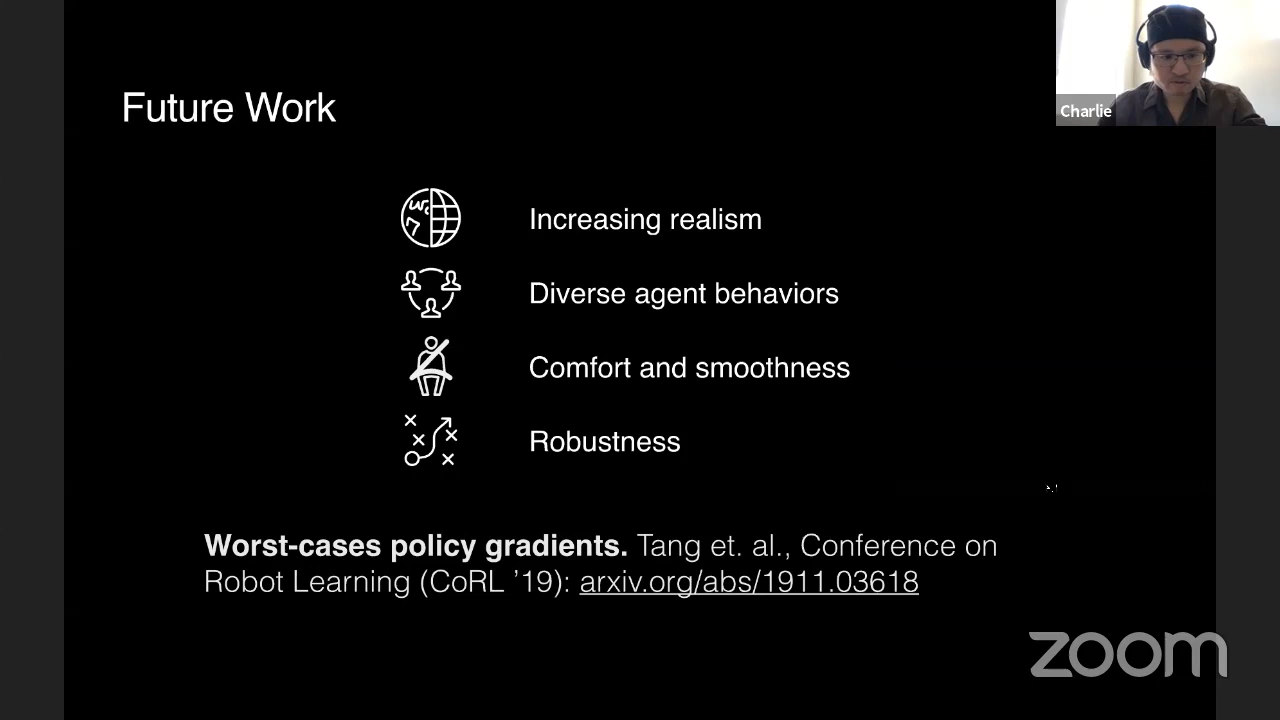 Future Work
Charlie
Increasing realism
Diverse agent behaviors
Comfort and smoothness
Robustness
Worst-cases policy gradients. Tang et. al., Conference on
Robot Learning (CoRL ’19): arxiv.org/abs/1911.03618
zoom